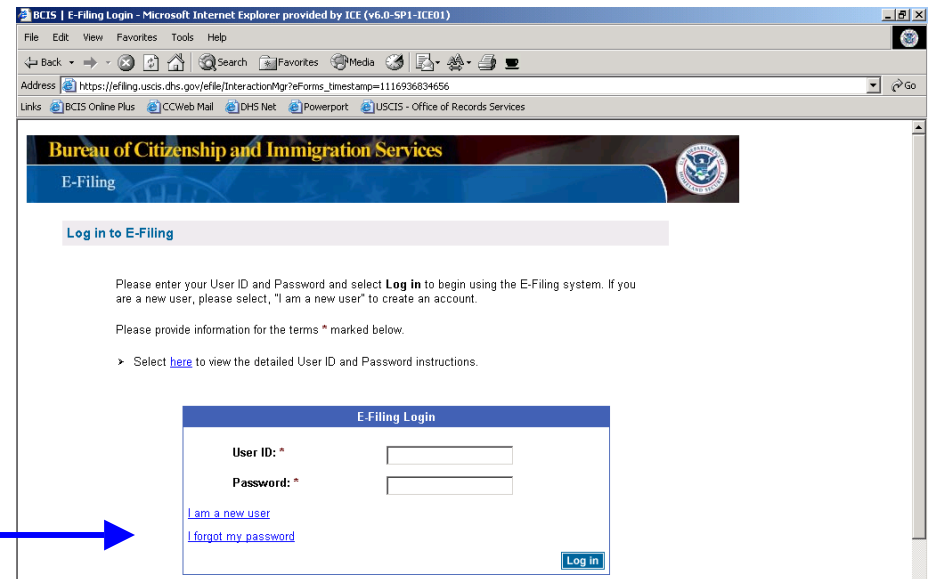 BCIS | E-Filing Login - Microsoft Internet Explorer provided by ICE (v6.0-SP1-ICE01)
File Edit View Favorites Tools Help
Back Search Favorites Media
Address https://efiling.uscis.dhs.gov/efile/InteractionMgr?eForms_timestamp=1116936834656 Go
Links BCIS Online Plus CCWeb Mail DHS Net Powerport USCIS - Office of Records Services
Bureau of Citizenship and Immigration Services
E-Filing
Log in to E-Filing
Please enter your User ID and Password and select Log in to begin using the E-Filing system. If you
are a new user, please select, "I am a new user" to create an account.
Please provide information for the terms * marked below.
Select here to view the detailed User ID and Password instructions.
E-Filing Login
User ID: *
Password: *
I am a new user
I forgot my password
Log in